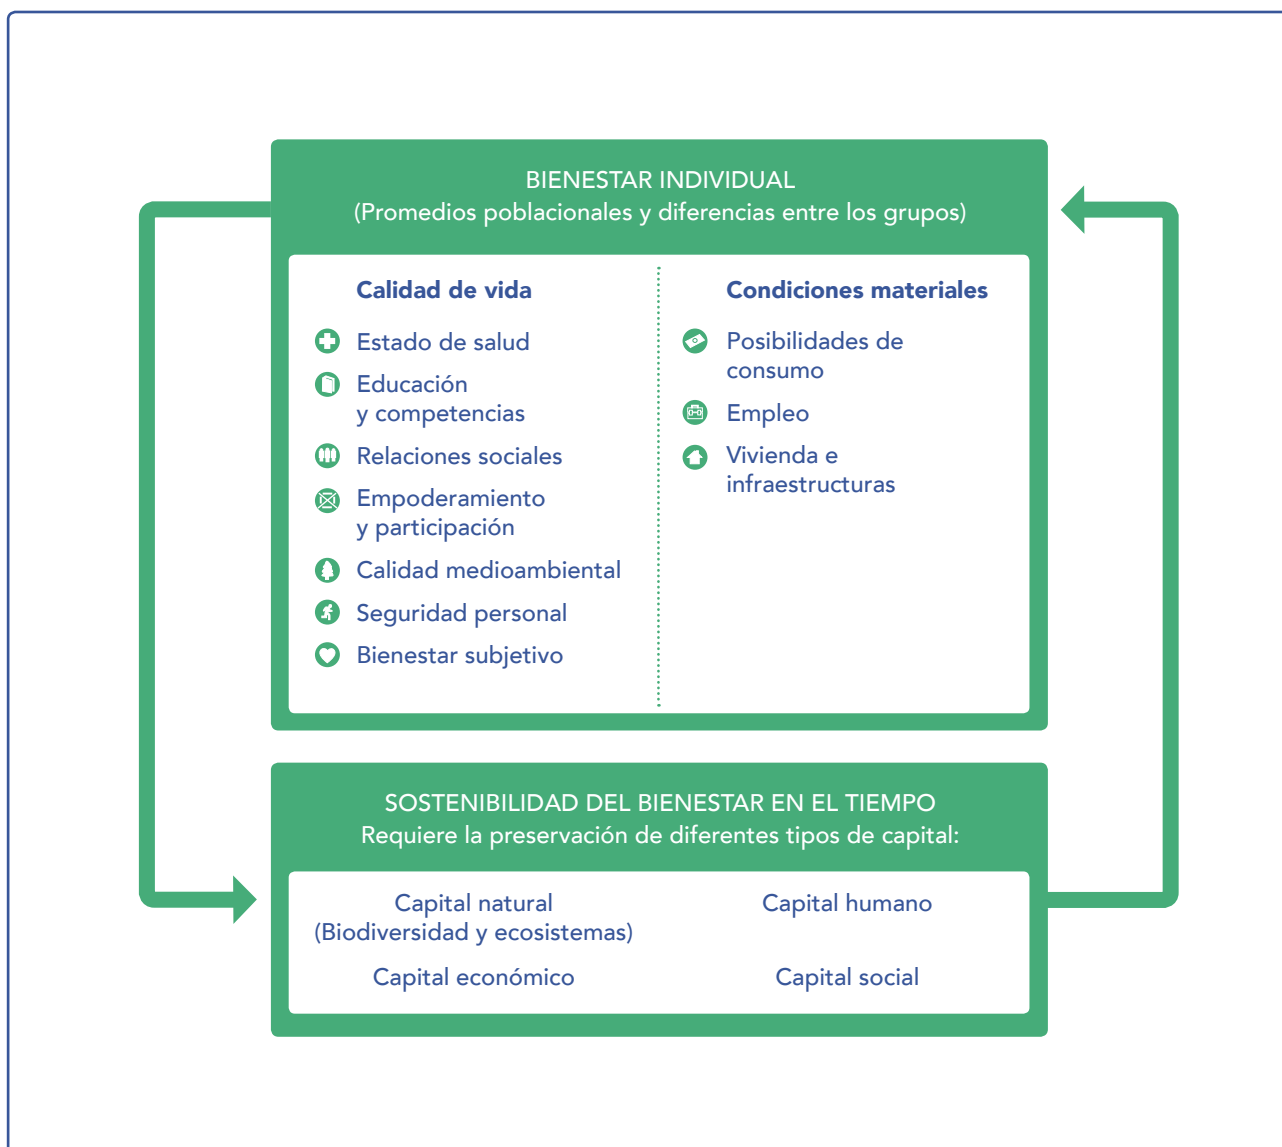 BIENESTAR INDIVIDUAL
(Promedios poblacionales y diferencias entre los grupos)
Calidad de vida
Estado de salud
Educación
y competencias
Relaciones sociales
Empoderamiento
y participación
Calidad medioambiental
Seguridad personal
Bienestar subjetivo
Condiciones materiales
Posibilidades de
consumo
Empleo
Vivienda e
infraestructuras
SOSTENIBILIDAD DEL BIENESTAR EN EL TIEMPO
Requiere la preservación de diferentes tipos de capital:
Capital natural
(Biodiversidad y ecosistemas)
Capital humano
Capital económico
Capital social